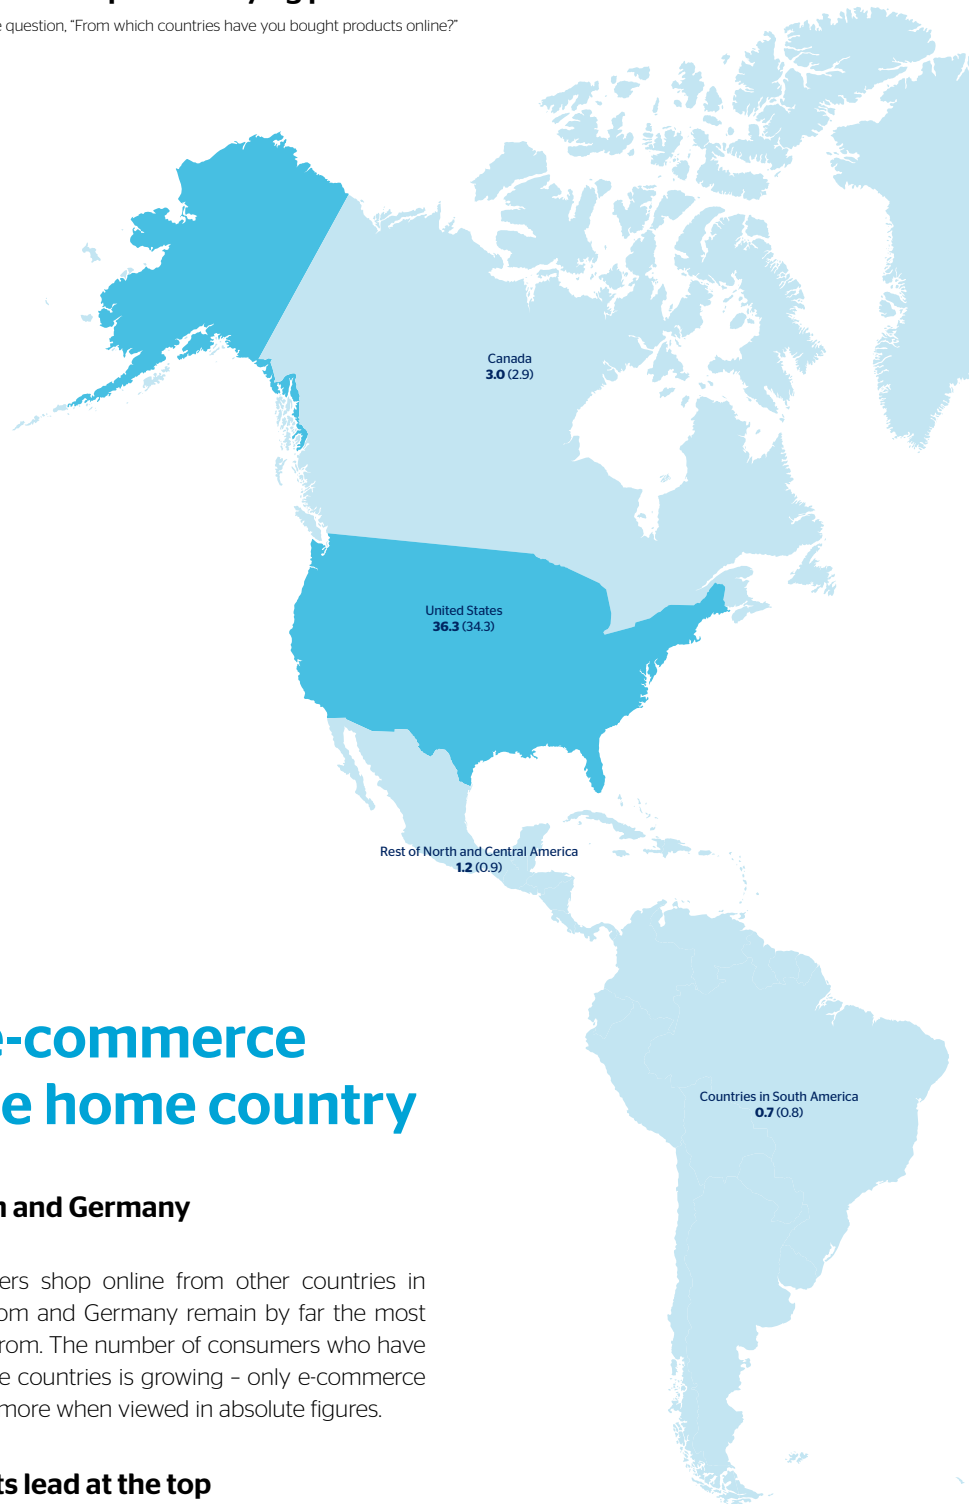 question, “From which countries have you bought products online?”
Canada
3.0 (2.9)
United States
36.3 (34.3)
Rest of North and Central America
1.2 (0.9)
e-commerce
home country
Countries in South America
0.7 (0.8)
and Germany
shop online from other countries in
and Germany remain by far the most
The number of consumers who have
countries is growing – only e-commerce
more when viewed in absolute figures.
lead at the top